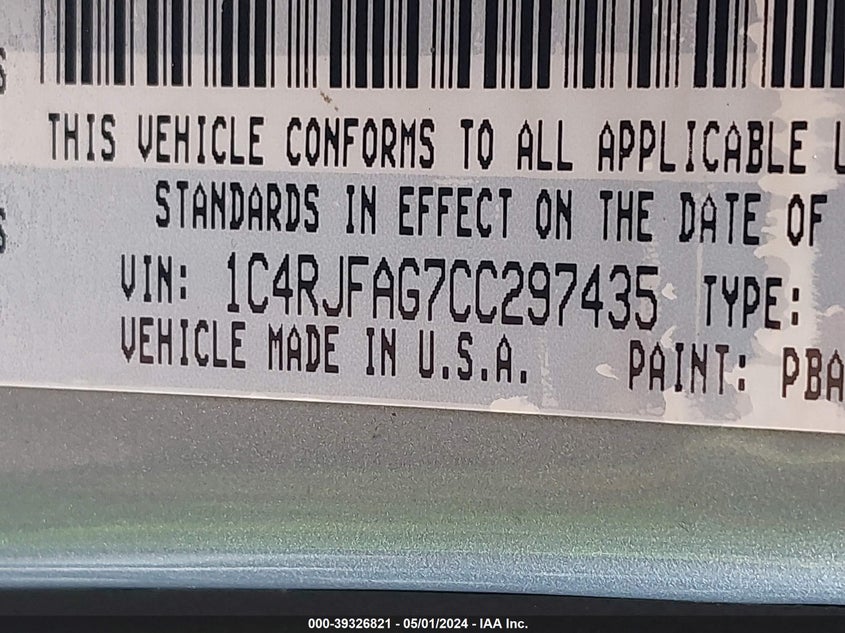 THIS VEHICLE CONFORMS TO ALL APPLICABLE
STANDARDS IN EFFECT ON THE DATE OF
VIN: 1C4RJFAG7CC297435 TYPE:
VEHICLE MADE IN U.S.A. PAINT: PBA
000-39326821 - 05/01/2024 - IAA Inc.